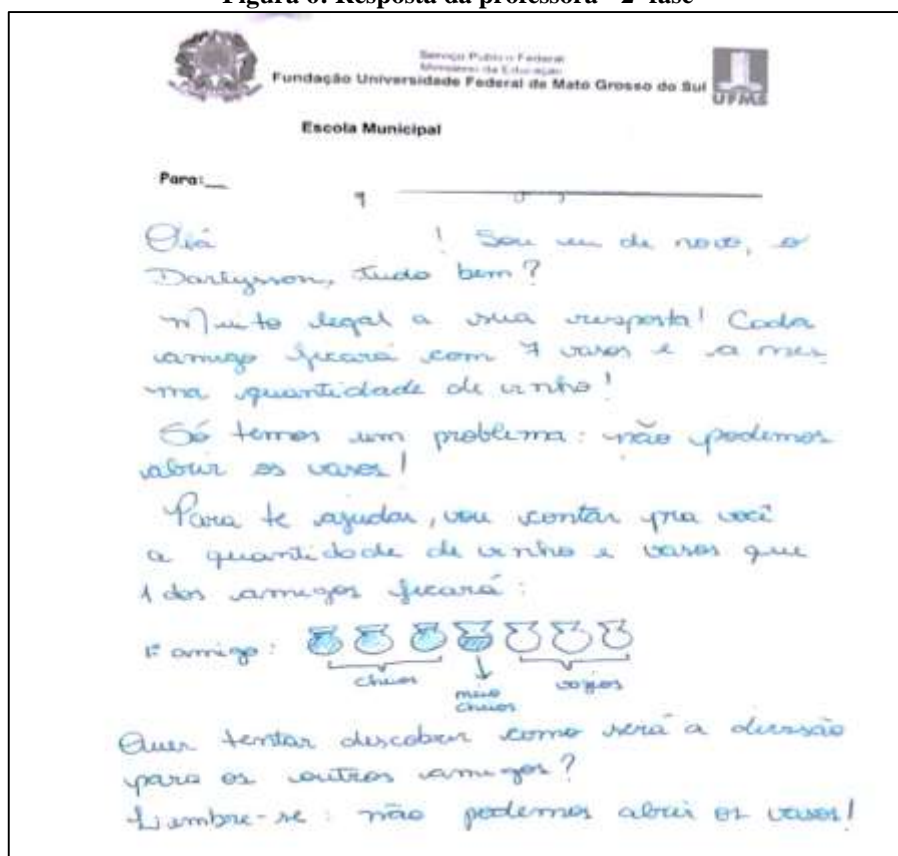 Figura 6: Resposta da professora - 2ª fase
Serviço Público Federal
Ministério da Educação
Fundação Universidade Federal de Mato Grosso do Sul
UFMS
Escola Municipal
Para:__
Olá ! Sou eu de novo, o
Darlysson, tudo bem?
Muito legal a sua resposta! Cada
amigo ficará com 7 vasos e a mes
ma quantidade de vinho!
Só temos um problema: não podemos
abrir os vasos!
Para te ajudar, vou contar pra você
a quantidade de vinho e vasos que
1 dos amigos ficará:
1º amigo:
cheios
meio
cheios
vazios
Quer tentar descobrir como será a divisão
para os outros amigos?
Lembre-se: não podemos abrir os vasos!